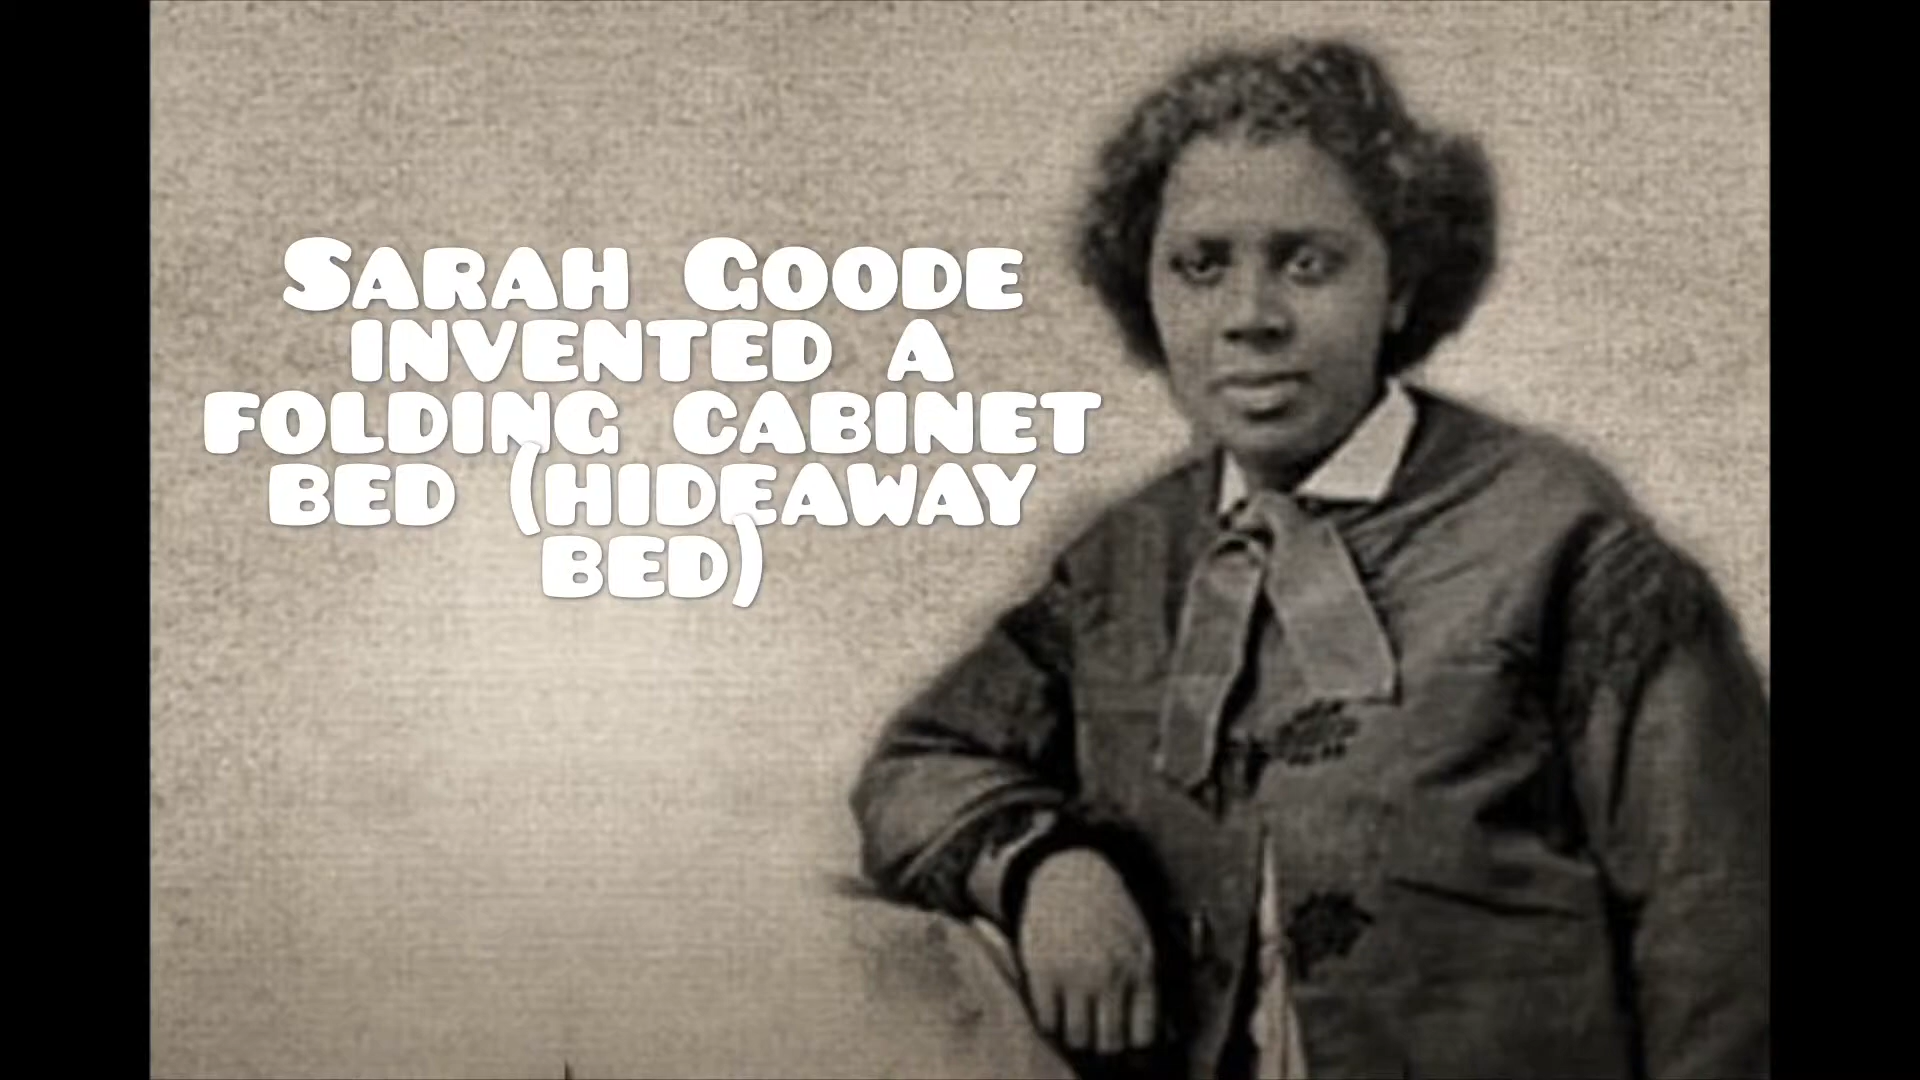 Sarah Goode
invented a
folding cabinet
bed (hideaway
bed)